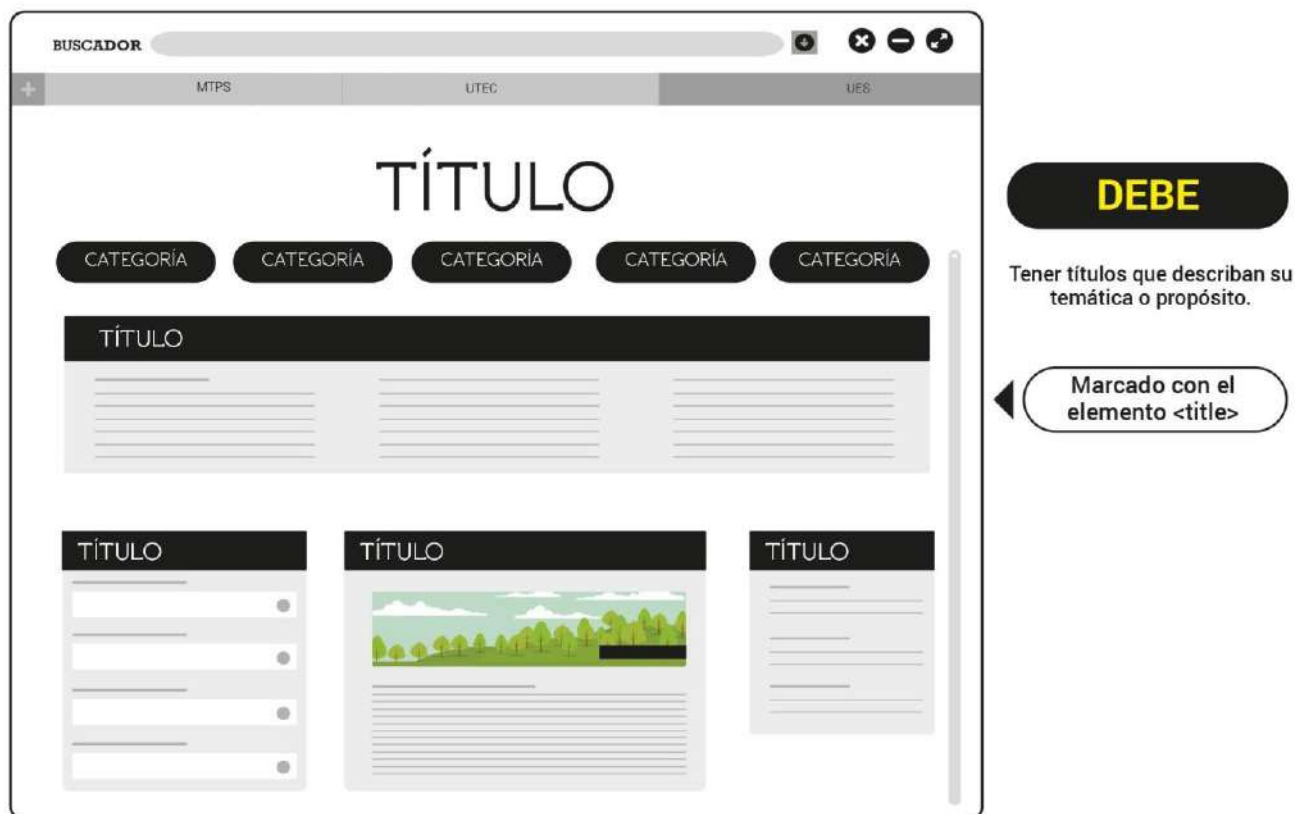 BUSCADOR
MTPS UTEC UES
TÍTULO
CATEGORÍA CATEGORÍA CATEGORÍA CATEGORÍA CATEGORÍA
TÍTULO
TÍTULO TÍTULO TÍTULO
DEBE
Tener títulos que describan su
temática o propósito.
Marcado con el
elemento <title>